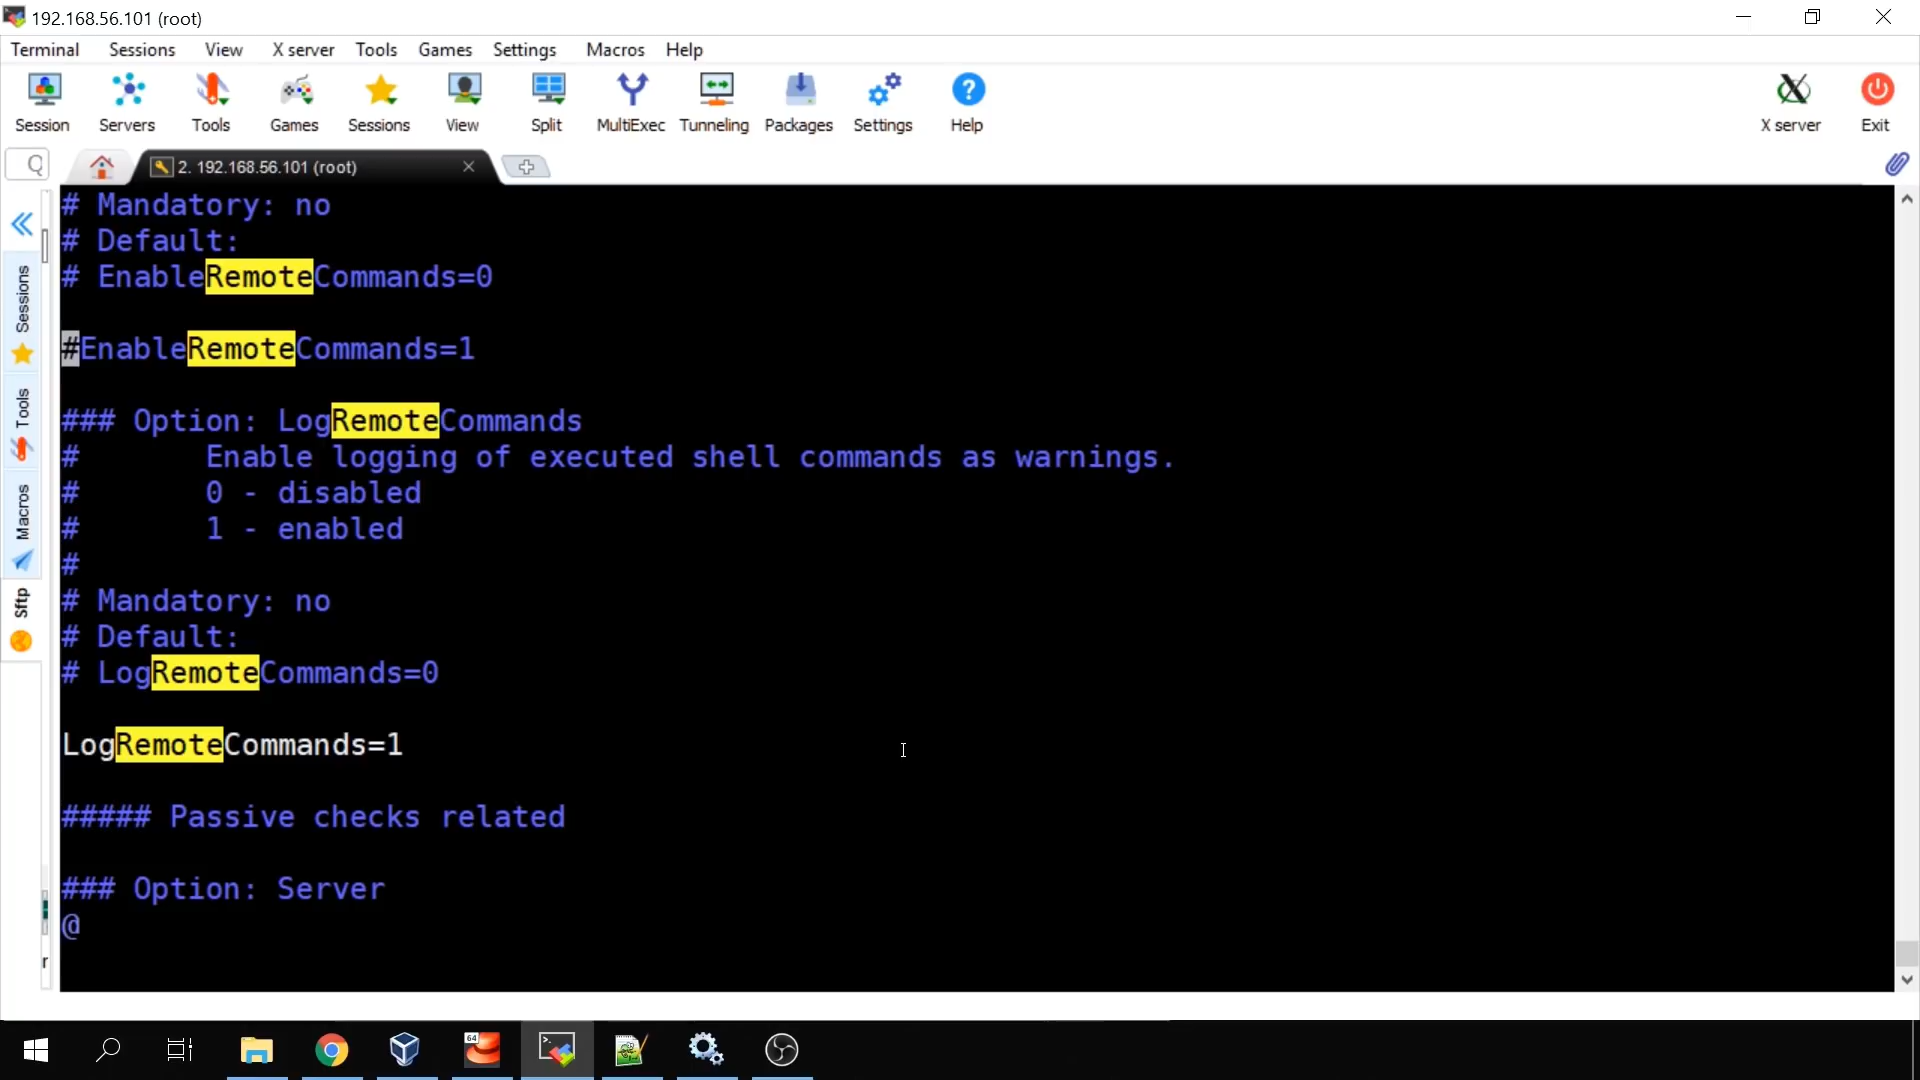 192.168.56.101 (root)
Terminal Sessions View X server Tools Games Settings Macros Help
Session Servers Tools Games Sessions View Split MultiExec Tunneling Packages Settings Help X server Exit
2. 192.168.56.101 (root)
Sessions
Tools
Macros
Sftp
r
# Mandatory: no
# Default:
# EnableRemoteCommands=0
#EnableRemoteCommands=1
### Option: LogRemoteCommands
#       Enable logging of executed shell commands as warnings.
#       0 - disabled
#       1 - enabled
#
# Mandatory: no
# Default:
# LogRemoteCommands=0
LogRemoteCommands=1
##### Passive checks related
### Option: Server
@
64